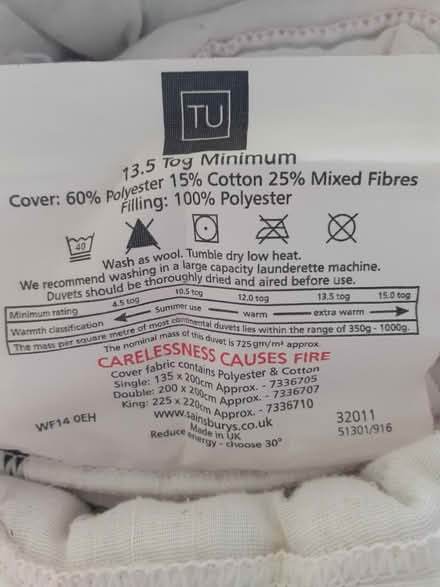 TU
13.5 Tog Minimum
Cover: 60% Polyester 15% Cotton 25% Mixed Fibres
Filling: 100% Polyester
40
Wash as wool. Tumble dry low heat.
We recommend washing in a large capacity launderette machine.
Duvets should be thoroughly dried and aired before use.
Minimum rating 4.5 tog 10.5 tog 12.0 tog 13.5 tog 15.0 tog
Warmth classification Summer use warm extra warm
The mass per square metre of most continental duvets lies within the range of 350g - 1000g.
The nominal mass of this duvet is 725gm/m² approx
CARELESSNESS CAUSES FIRE
Cover fabric contains Polyester & Cotton
Single: 135 x 200cm Approx. - 7336705
Double: 200 x 200cm Approx. - 7336707
King: 225 x 220cm Approx. - 7336710
www.sainsburys.co.uk
WF14 0EH
Made in UK
32011
Reduce energy - choose 30°
51301/916